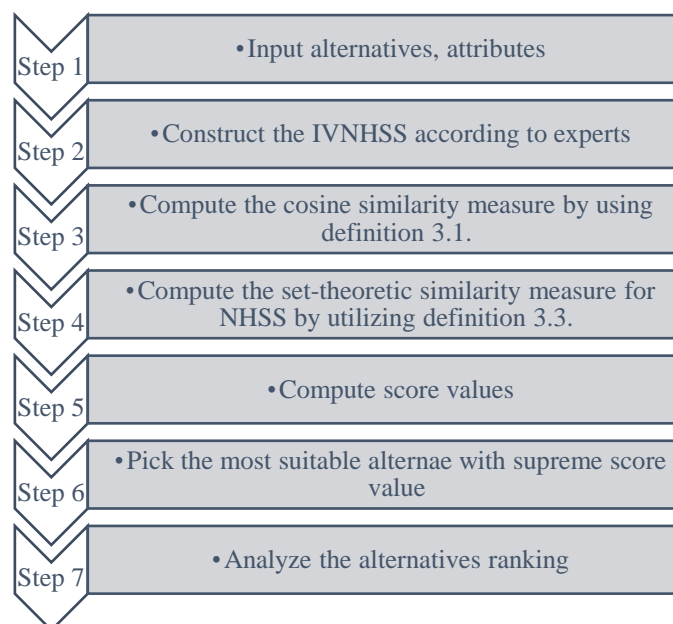 Step 1
•Input alternatives, attributes
Step 2
•Construct the IVNHSS according to experts
Step 3
•Compute the cosine similarity measure by using
definition 3.1.
Step 4
•Compute the set-theoretic similarity measure for
NHSS by utilizing definition 3.3.
Step 5
•Compute score values
Step 6
•Pick the most suitable alternae with supreme score
value
Step 7
•Analyze the alternatives ranking